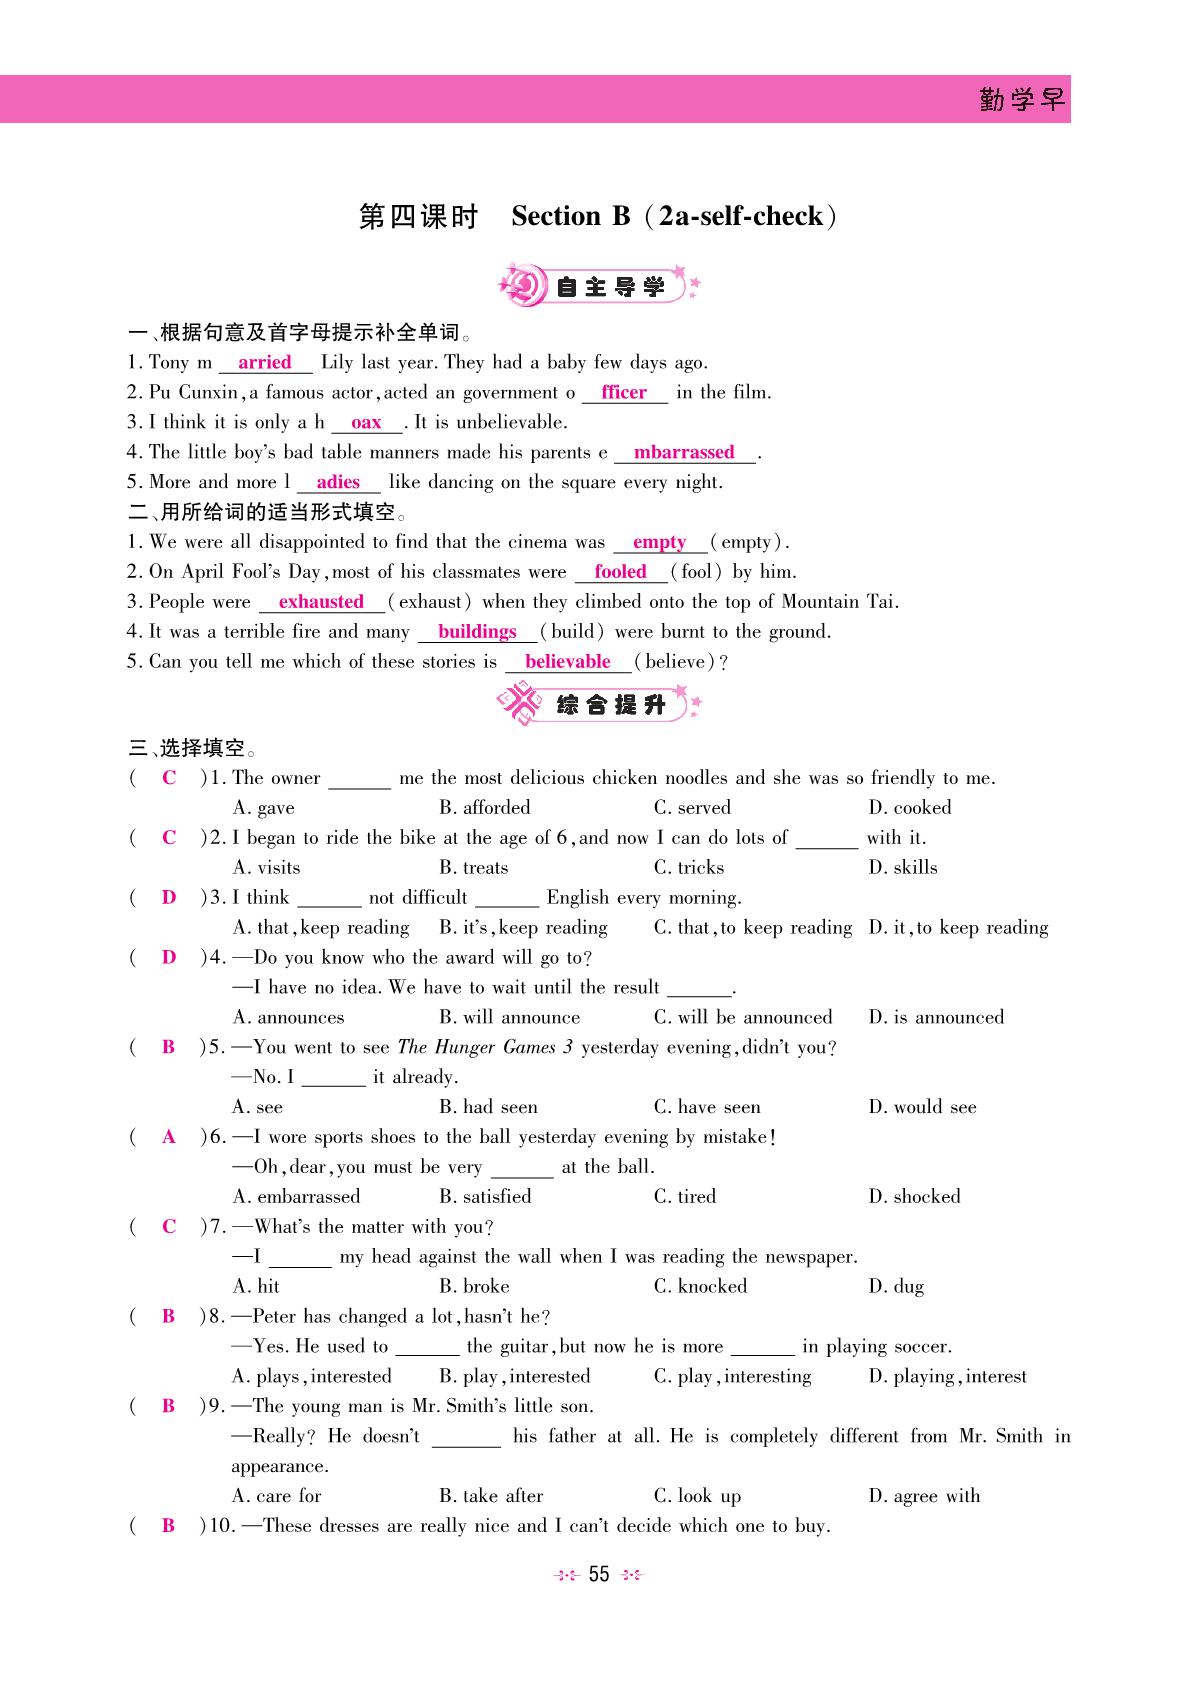 勤学早
第四课时 Section B（2a-self-check）
自主导学
一、根据句意及首字母提示补全单词。
1. Tony m arried Lily last year. They had a baby few days ago.
2. Pu Cunxin, a famous actor, acted an government o fficer in the film.
3. I think it is only a h oax. It is unbelievable.
4. The little boy's bad table manners made his parents e mbarrassed.
5. More and more l adies like dancing on the square every night.
二、用所给词的适当形式填空。
1. We were all disappointed to find that the cinema was empty (empty).
2. On April Fool's Day, most of his classmates were fooled (fool) by him.
3. People were exhausted (exhaust) when they climbed onto the top of Mountain Tai.
4. It was a terrible fire and many buildings (build) were burnt to the ground.
5. Can you tell me which of these stories is believable (believe)?
综合提升
三、选择填空。
( C )1. The owner ______ me the most delicious chicken noodles and she was so friendly to me.
A. gave B. afforded C. served D. cooked
( C )2. I began to ride the bike at the age of 6, and now I can do lots of ______ with it.
A. visits B. treats C. tricks D. skills
( D )3. I think ______ not difficult ______ English every morning.
A. that, keep reading B. it's, keep reading C. that, to keep reading D. it, to keep reading
( D )4. —Do you know who the award will go to?
—I have no idea. We have to wait until the result ______.
A. announces B. will announce C. will be announced D. is announced
( B )5. —You went to see The Hunger Games 3 yesterday evening, didn't you?
—No. I ______ it already.
A. see B. had seen C. have seen D. would see
( A )6. —I wore sports shoes to the ball yesterday evening by mistake!
—Oh, dear, you must be very ______ at the ball.
A. embarrassed B. satisfied C. tired D. shocked
( C )7. —What's the matter with you?
—I ______ my head against the wall when I was reading the newspaper.
A. hit B. broke C. knocked D. dug
( B )8. —Peter has changed a lot, hasn't he?
—Yes. He used to ______ the guitar, but now he is more ______ in playing soccer.
A. plays, interested B. play, interested C. play, interesting D. playing, interest
( B )9. —The young man is Mr. Smith's little son.
—Really? He doesn't ______ his father at all. He is completely different from Mr. Smith in
appearance.
A. care for B. take after C. look up D. agree with
( B )10. —These dresses are really nice and I can't decide which one to buy.
55